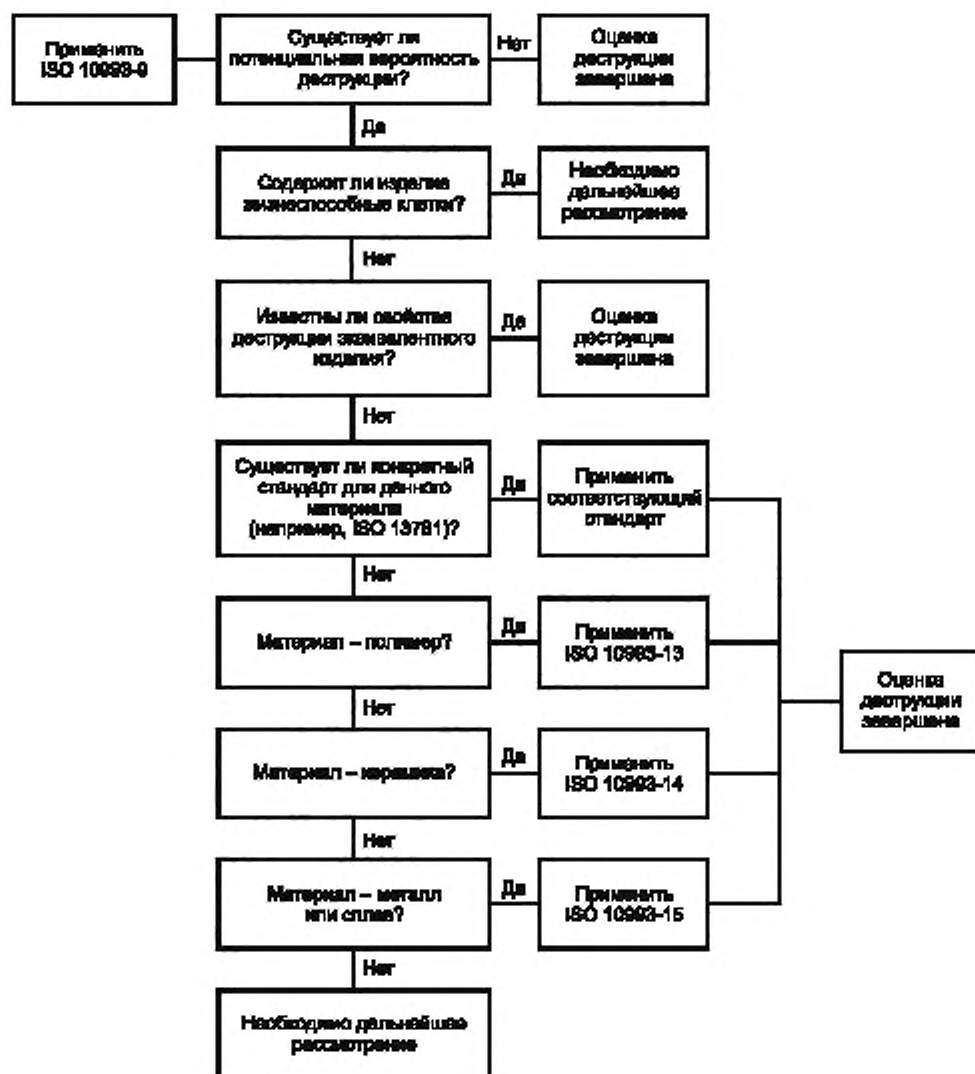 Применить
ISO 10993-9
Существует ли
потенциальная вероятность
деструкции?
Нет
Оценка
деструкции
завершена
Да
Содержит ли изделие
жизнеспособные клетки?
Да
Необходимо
дальнейшее
рассмотрение
Нет
Известны ли свойства
деструкции эквивалентного
изделия?
Да
Оценка
деструкции
завершена
Нет
Существует ли конкретный
стандарт для данного
материала
(например, ISO 13781)?
Да
Применить
соответствующий
стандарт
Нет
Материал – полимер?
Да
Применить
ISO 10993-13
Оценка
деструкции
завершена
Нет
Материал – керамика?
Да
Применить
ISO 10993-14
Нет
Материал – металл
или сплав?
Да
Применить
ISO 10993-15
Нет
Необходимо дальнейшее
рассмотрение